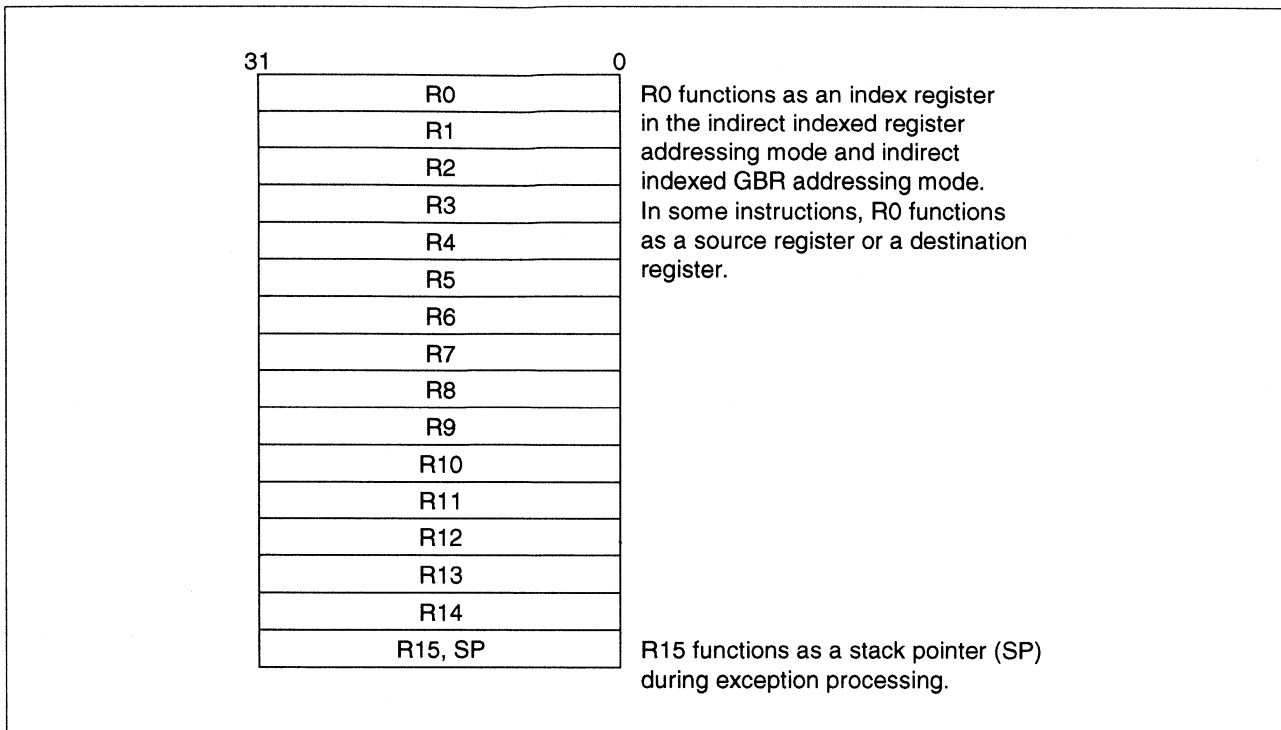 31 0
R0
R1
R2
R3
R4
R5
R6
R7
R8
R9
R10
R11
R12
R13
R14
R15, SP
R0 functions as an index register
in the indirect indexed register
addressing mode and indirect
indexed GBR addressing mode.
In some instructions, R0 functions
as a source register or a destination
register.
R15 functions as a stack pointer (SP)
during exception processing.